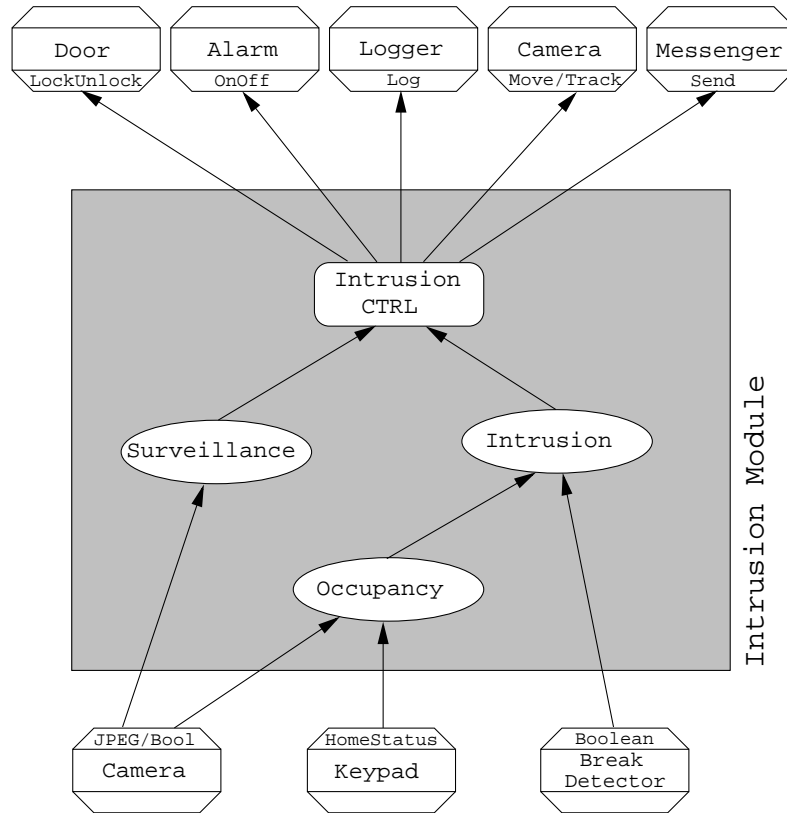 Door
Alarm
Logger
Camera
Messenger
LockUnlock
OnOff
Log
Move/Track
Send
Intrusion
CTRL
Surveillance
Intrusion
Occupancy
Intrusion Module
JPEG/Bool
HomeStatus
Boolean
Camera
Keypad
Break
Detector